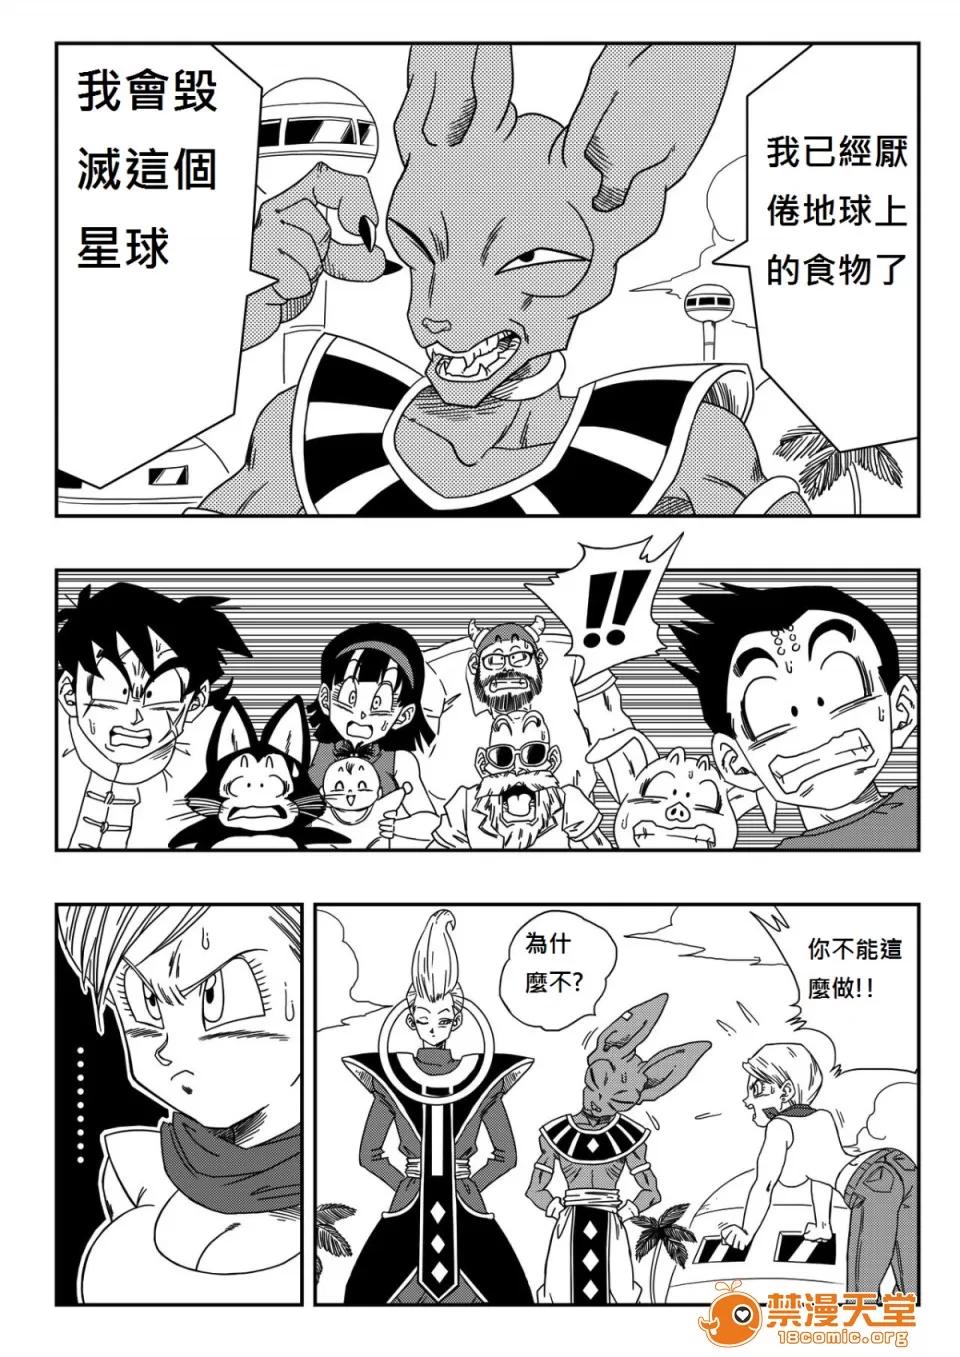 我已經厭
倦地球上
的食物了
我會毀
滅這個
星球
!!
你不能這
麼做!!
為什
麼不?
……
禁漫天堂
18comic.org